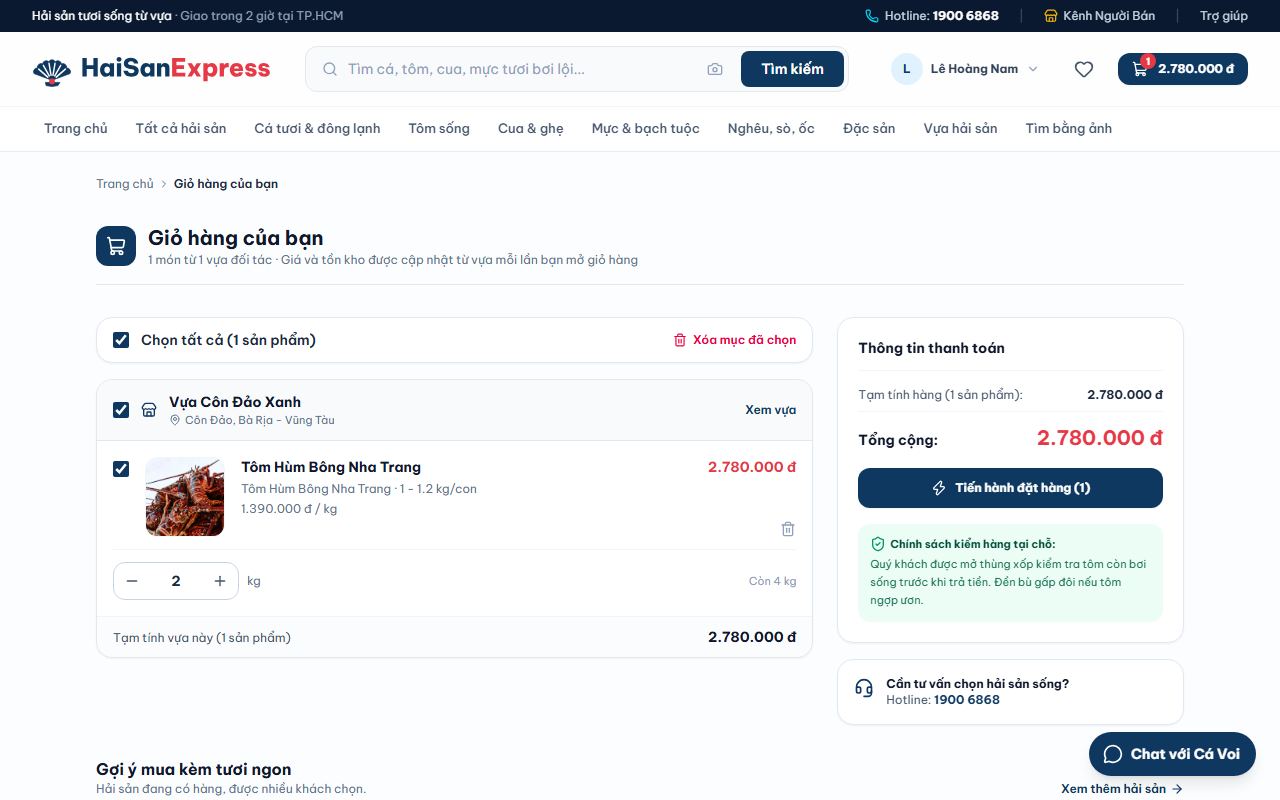 Hải sản tươi sống từ vựa · Giao trong 2 giờ tại TP.HCM
Hotline: 1900 6868
Kênh Người Bán
Trợ giúp
HaiSanExpress
Tìm cá, tôm, cua, mực tươi bơi lội...
Tìm kiếm
L
Lê Hoàng Nam
1
2.780.000 đ
Trang chủ
Tất cả hải sản
Cá tươi & đông lạnh
Tôm sống
Cua & ghẹ
Mực & bạch tuộc
Nghêu, sò, ốc
Đặc sản
Vựa hải sản
Tìm bằng ảnh
Trang chủ > Giỏ hàng của bạn
Giỏ hàng của bạn
1 món từ 1 vựa đối tác · Giá và tồn kho được cập nhật từ vựa mỗi lần bạn mở giỏ hàng
Chọn tất cả (1 sản phẩm)
Xóa mục đã chọn
Vựa Côn Đảo Xanh
Côn Đảo, Bà Rịa - Vũng Tàu
Xem vựa
Tôm Hùm Bông Nha Trang
2.780.000 đ
Tôm Hùm Bông Nha Trang · 1 - 1.2 kg/con
1.390.000 đ / kg
2
kg
Còn 4 kg
Tạm tính vựa này (1 sản phẩm)
2.780.000 đ
Thông tin thanh toán
Tạm tính hàng (1 sản phẩm):
2.780.000 đ
Tổng cộng:
2.780.000 đ
Tiến hành đặt hàng (1)
Chính sách kiểm hàng tại chỗ:
Quý khách được mở thùng xốp kiểm tra tôm còn bơi
sống trước khi trả tiền. Đền bù gấp đôi nếu tôm
ngợp ươn.
Cần tư vấn chọn hải sản sống?
Hotline: 1900 6868
Chat với Cá Voi
Gợi ý mua kèm tươi ngon
Hải sản đang có hàng, được nhiều khách chọn.
Xem thêm hải sản →